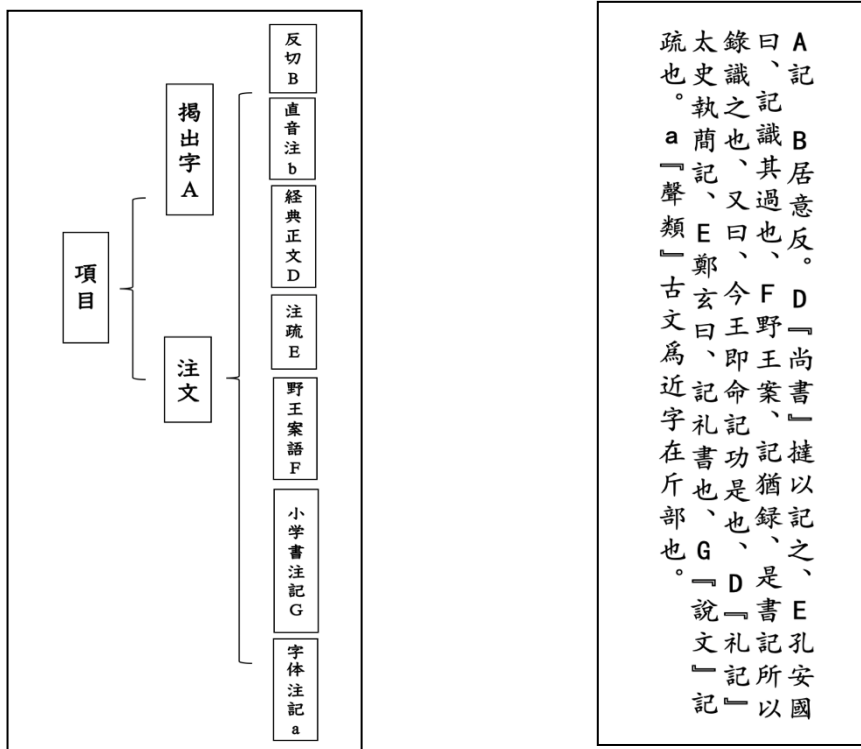 項目
掲出字A
注文
反切B
直音注b
経典正文D
注疏E
野王案語F
小学書注記G
字体注記a
A記　B居意反。D『尚書』撻以記之、E孔安國
曰、記識其過也、F野王案、記猶録、是書記所以
錄識之也、又曰、今王即命記功是也、D『礼記』
太史執簡記、E鄭玄曰、記礼書也、G『說文』記
疏也。a『聲類』古文爲近字在斤部也。